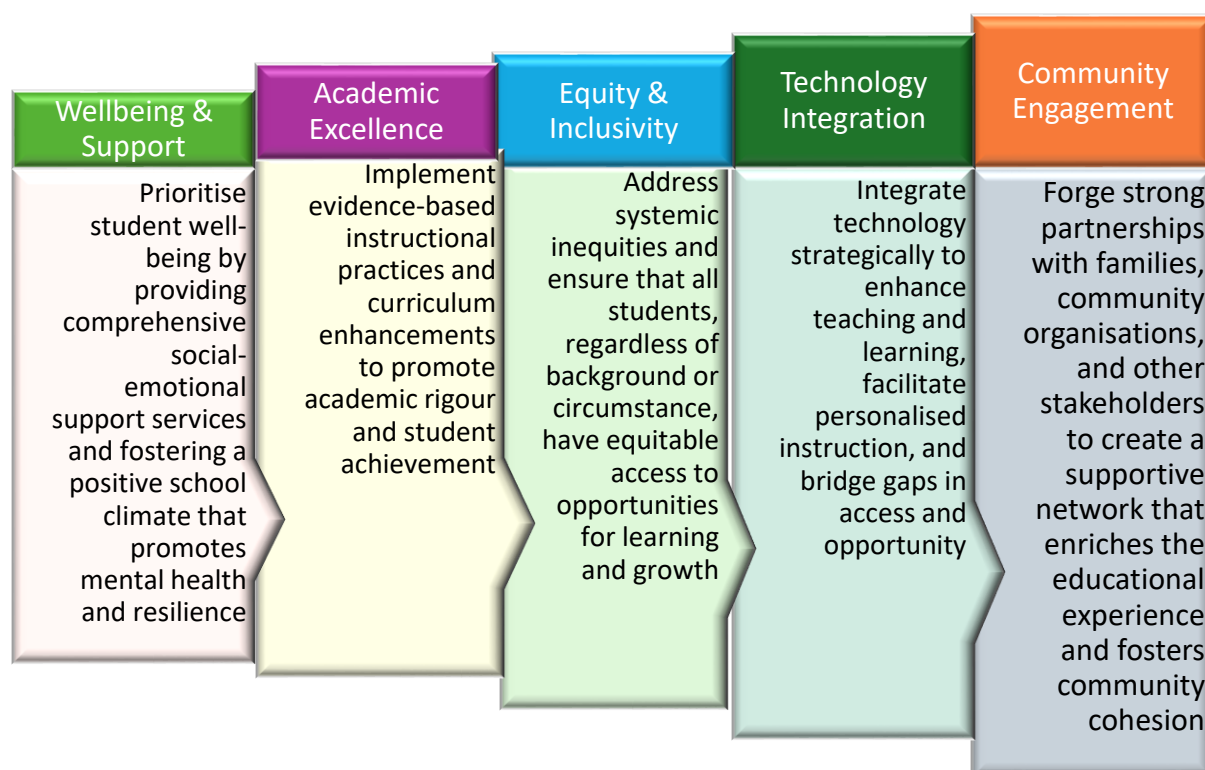 Wellbeing &
Support
Prioritise
student well-
being by
providing
comprehensive
social-
emotional
support services
and fostering a
positive school
climate that
promotes
mental health
and resilience
Academic
Excellence
Implement
evidence-based
instructional
practices and
curriculum
enhancements
to promote
academic rigour
and student
achievement
Equity &
Inclusivity
Address
systemic
inequities and
ensure that all
students,
regardless of
background or
circumstance,
have equitable
access to
opportunities
for learning
and growth
Technology
Integration
Integrate
technology
strategically to
enhance
teaching and
learning,
facilitate
personalised
instruction, and
bridge gaps in
access and
opportunity
Community
Engagement
Forge strong
partnerships
with families,
community
organisations,
and other
stakeholders
to create a
supportive
network that
enriches the
educational
experience
and fosters
community
cohesion